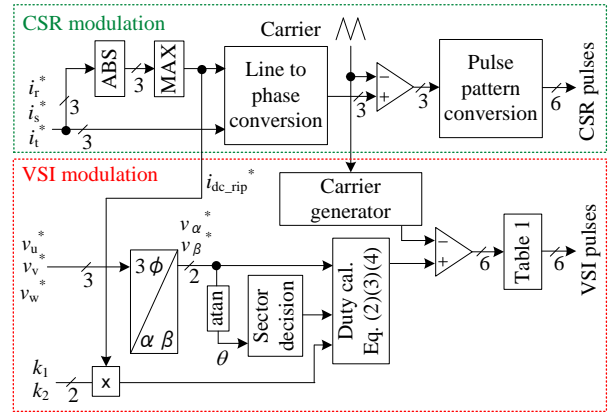 CSR modulation
Carrier
ABS
MAX
3
3
i_r^*
i_s^*
i_t^*
3
Line to
phase
conversion
3
−
+
3
Pulse
pattern
conversion
6
CSR pulses
VSI modulation
i_dc_rip^*
Carrier
generator
v_u^*
v_v^*
v_w^*
3
3ϕ
αβ
v_α^*
v_β^*
2
atan
θ
Sector
decision
Duty cal.
Eq. (2)(3)(4)
−
+
6
Table 1
6
VSI pulses
k_1
k_2
2
x